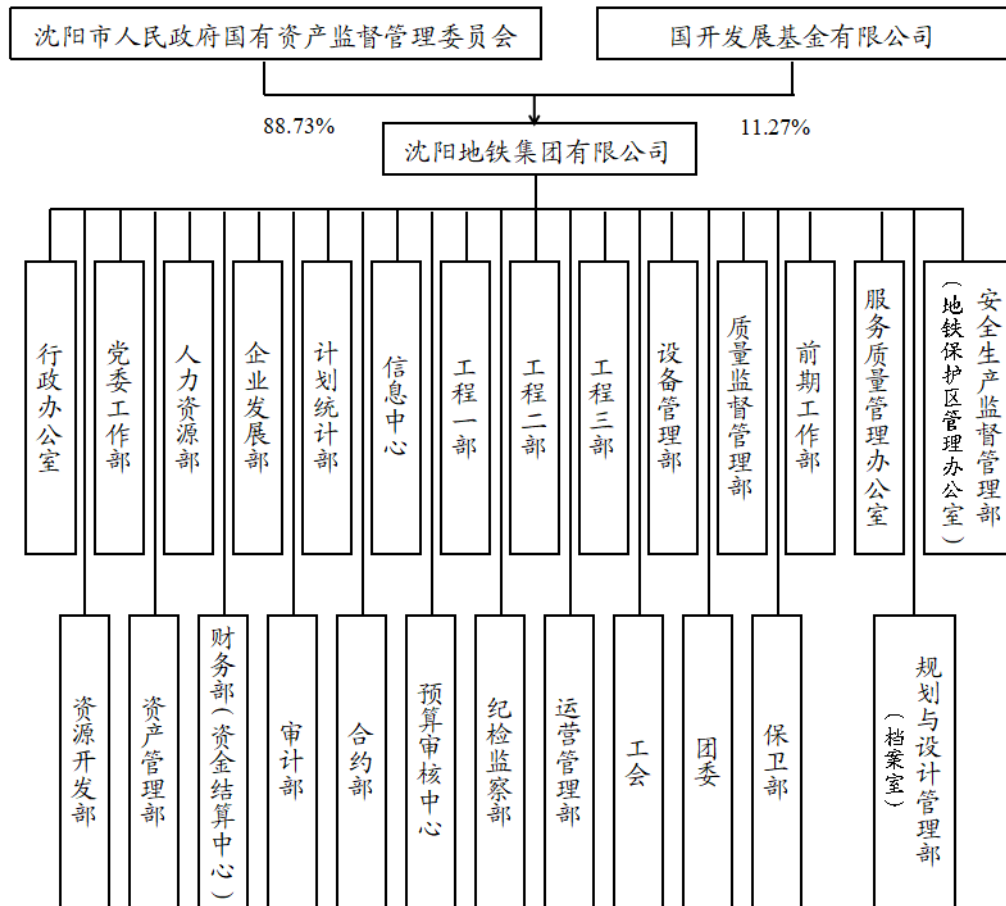 沈阳市人民政府国有资产监督管理委员会
国开发展基金有限公司
88.73%
11.27%
沈阳地铁集团有限公司
行政办公室
党委工作部
人力资源部
企业发展部
计划统计部
信息中心
工程一部
工程二部
工程三部
设备管理部
质量监督管理部
前期工作部
服务质量管理办公室
安全生产监督管理部
(地铁保护区管理办公室)
资源开发部
资产管理部
财务部(资金结算中心)
审计部
合约部
预算审核中心
纪检监察部
运营管理部
工会
团委
保卫部
规划与设计管理部
(档案室)